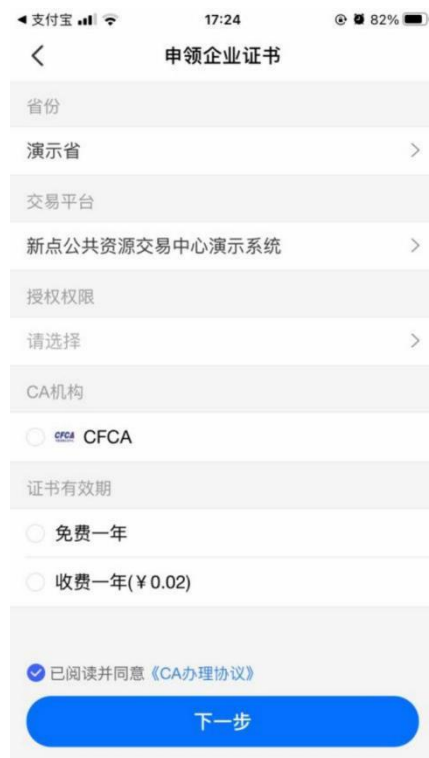 支付宝 17:24 82%
申领企业证书
省份
演示省
交易平台
新点公共资源交易中心演示系统
授权权限
请选择
CA机构
CFCA CFCA
证书有效期
免费一年
收费一年(¥0.02)
已阅读并同意《CA办理协议》
下一步